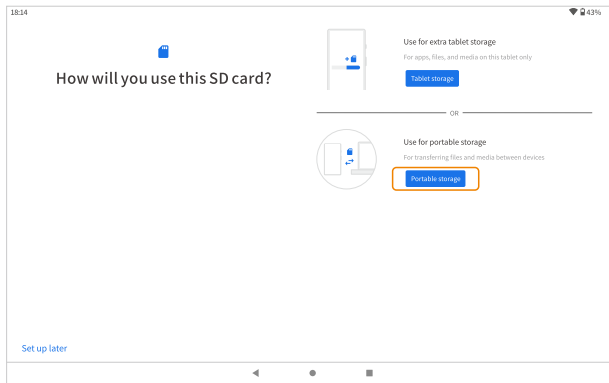 18:14
43%
How will you use this SD card?
Use for extra tablet storage
For apps, files, and media on this tablet only
Tablet storage
OR
Use for portable storage
For transferring files and media between devices
Portable storage
Set up later